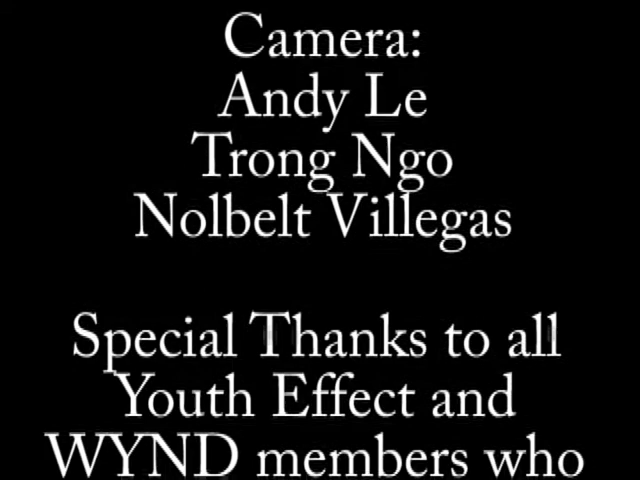 Camera:
Andy Le
Trong Ngo
Nolbelt Villegas
Special Thanks to all
Youth Effect and
WYND members who